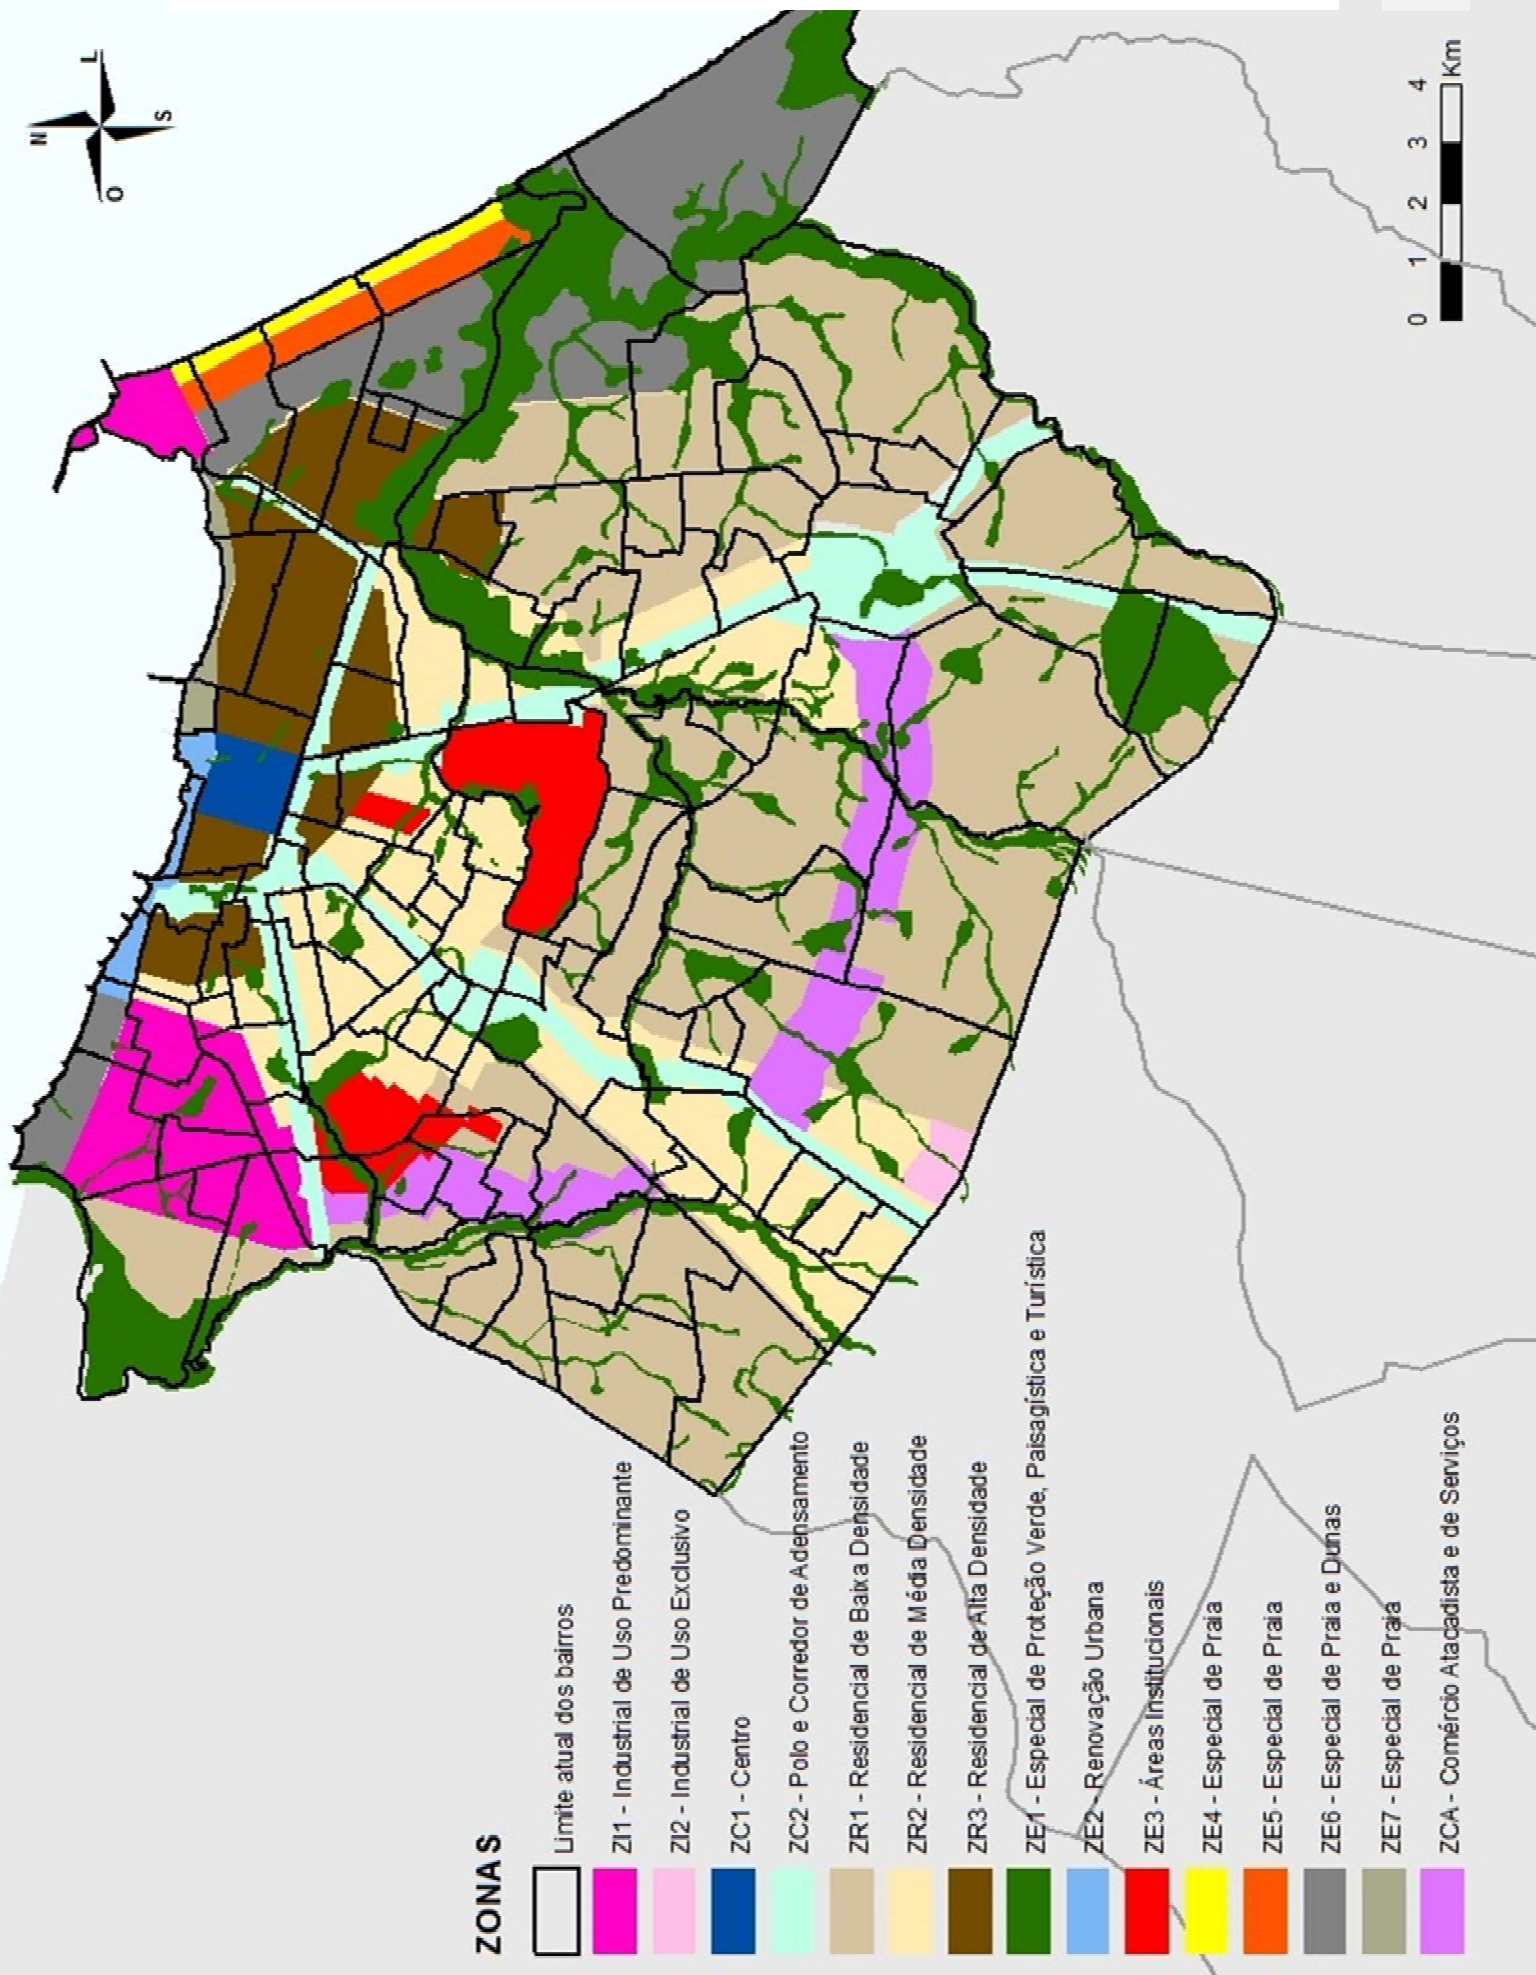 N
L
S
O
ZONAS
Limite atual dos bairros
ZI1 - Industrial de Uso Predominante
ZI2 - Industrial de Uso Exclusivo
ZC1 - Centro
ZC2 - Polo e Corredor de Adensamento
ZR1 - Residencial de Baixa Densidade
ZR2 - Residencial de Média Densidade
ZR3 - Residencial de Alta Densidade
ZE1 - Especial de Proteção Verde, Paisagística e Turística
ZE2 - Renovação Urbana
ZE3 - Áreas Institucionais
ZE4 - Especial de Praia
ZE5 - Especial de Praia
ZE6 - Especial de Praia e Dunas
ZE7 - Especial de Praia
ZCA - Comércio Atacadista e de Serviços
0 1 2 3 4
Km